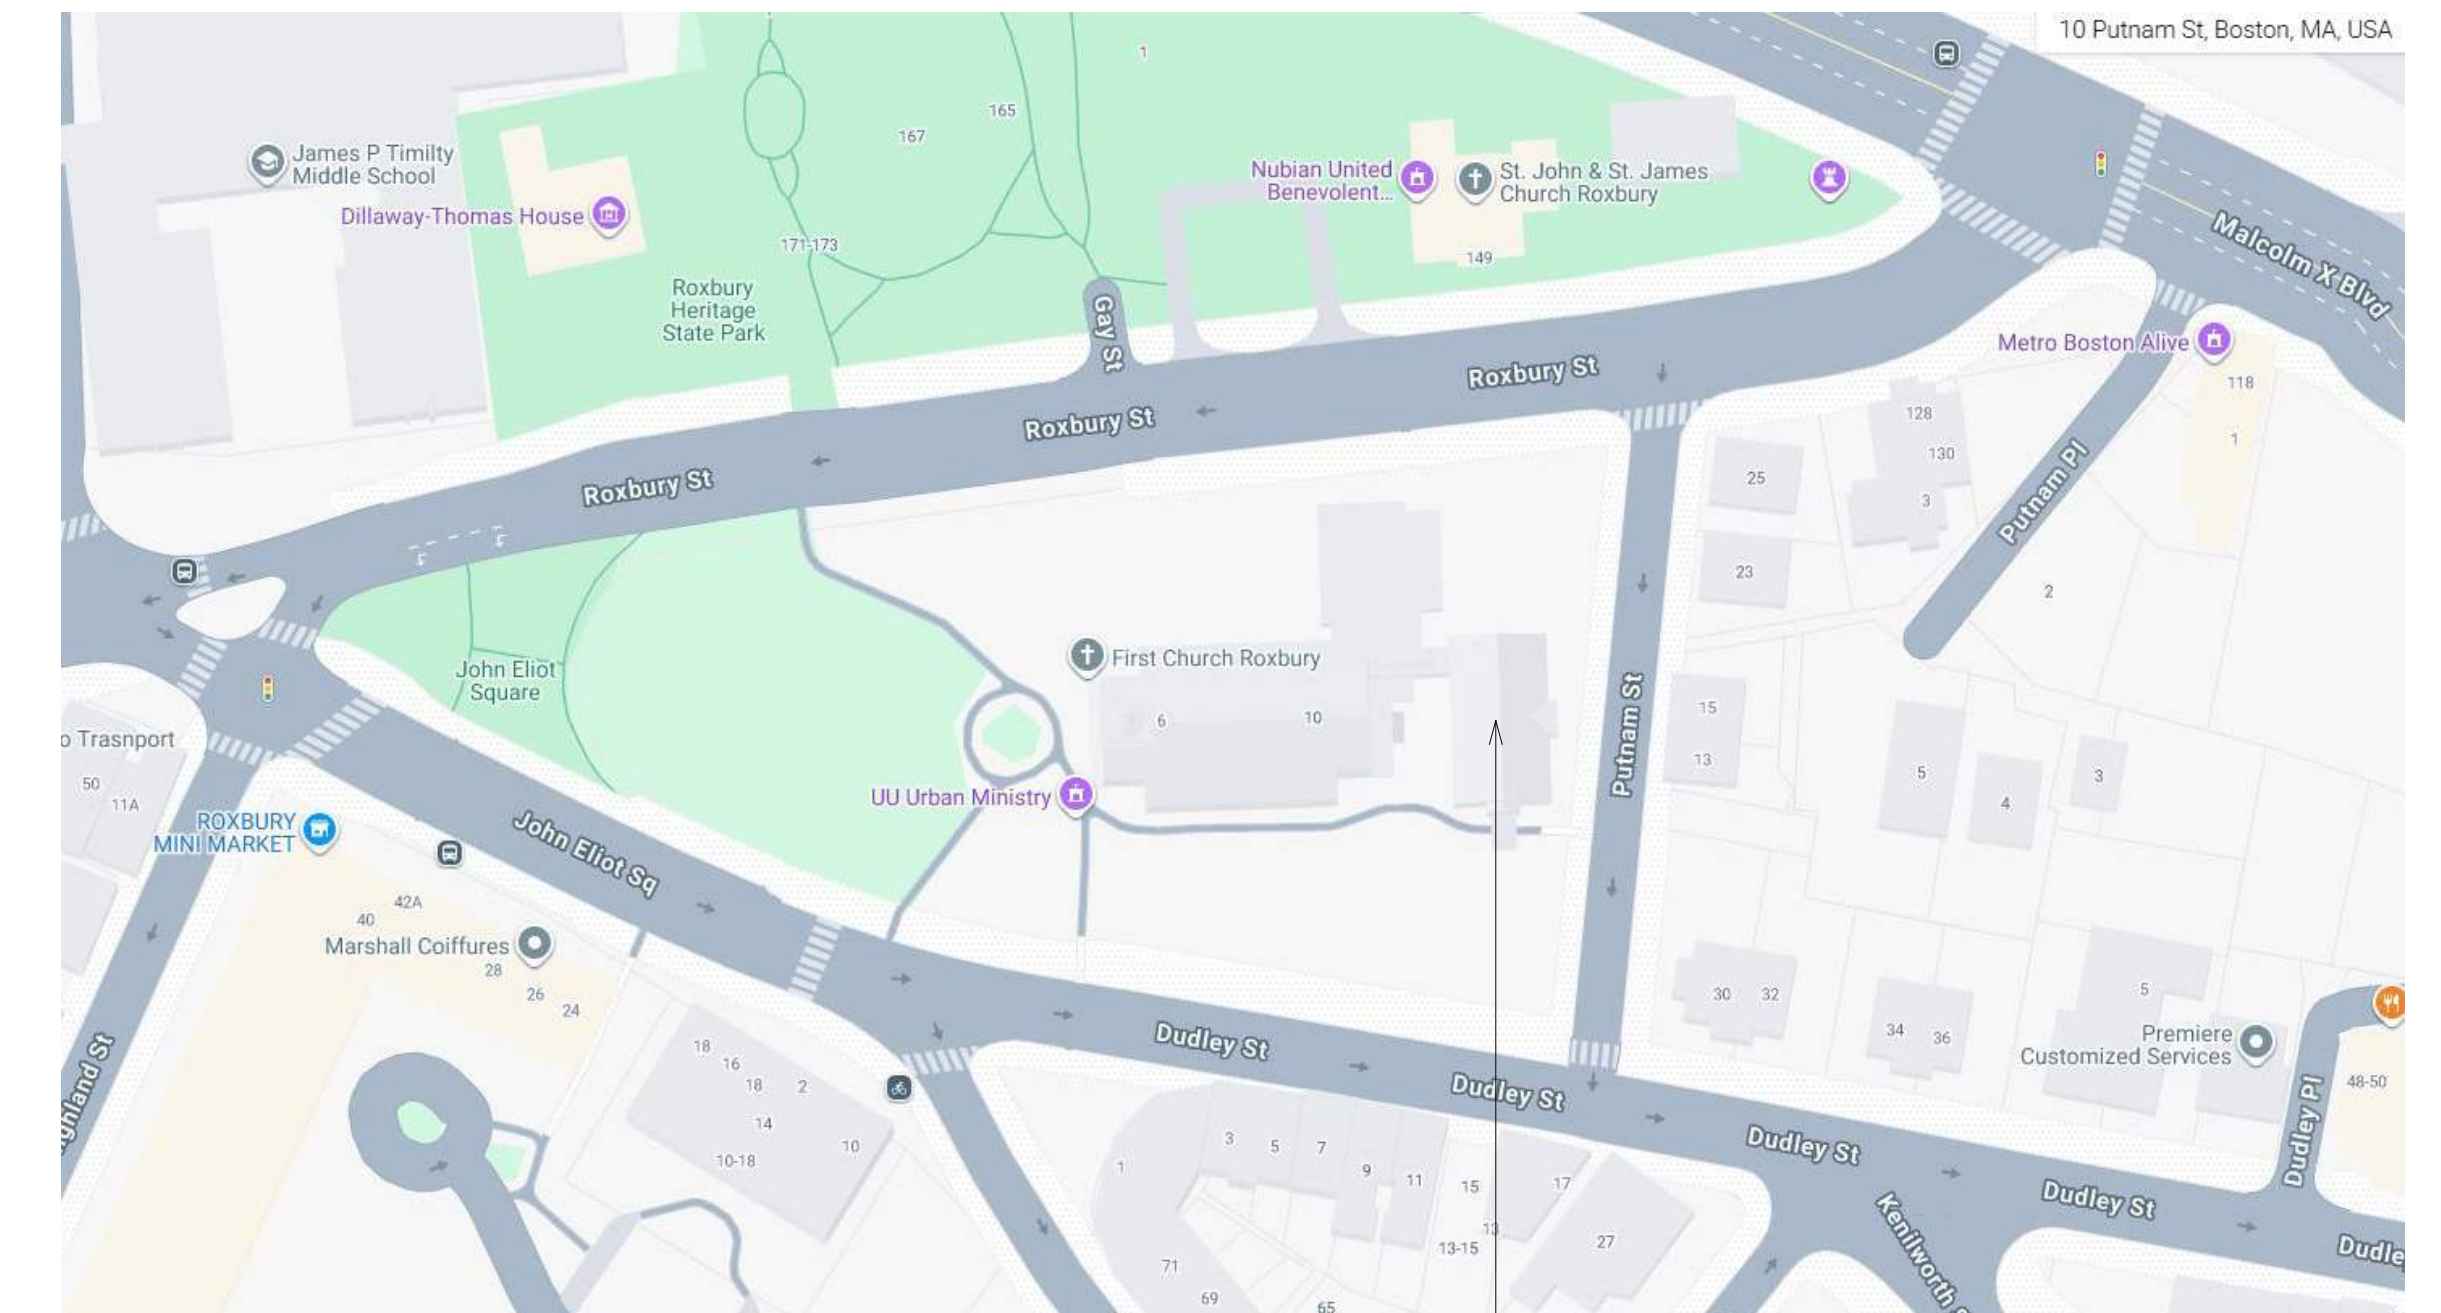 10 Putnam St, Boston, MA, USA
1
165
167
James P Timilty
Middle School
Dillaway-Thomas House
171-173
Nubian United
Benevolent...
St. John & St. James
Church Roxbury
149
Malcolm X Blvd
Roxbury
Heritage
State Park
Gay St
Metro Boston Alive
118
1
Roxbury St
Roxbury St
Roxbury St
128
130
3
25
23
Putnam Pl
2
John Eliot
Square
First Church Roxbury
6
10
Putnam St
15
13
5
4
3
o Trasnport
50
11A
UU Urban Ministry
ROXBURY
MINI MARKET
John Eliot Sq
42A
40
Marshall Coiffures
28
26
24
30
32
34
36
5
Premiere
Customized Services
48-50
Dudley Pl
ghland St
18
16
18
2
14
10
10-18
Dudley St
Dudley St
Dudley St
Dudley St
Dudle
Kenilworth
1
3
5
7
9
11
15
17
13
13-15
27
71
69
65